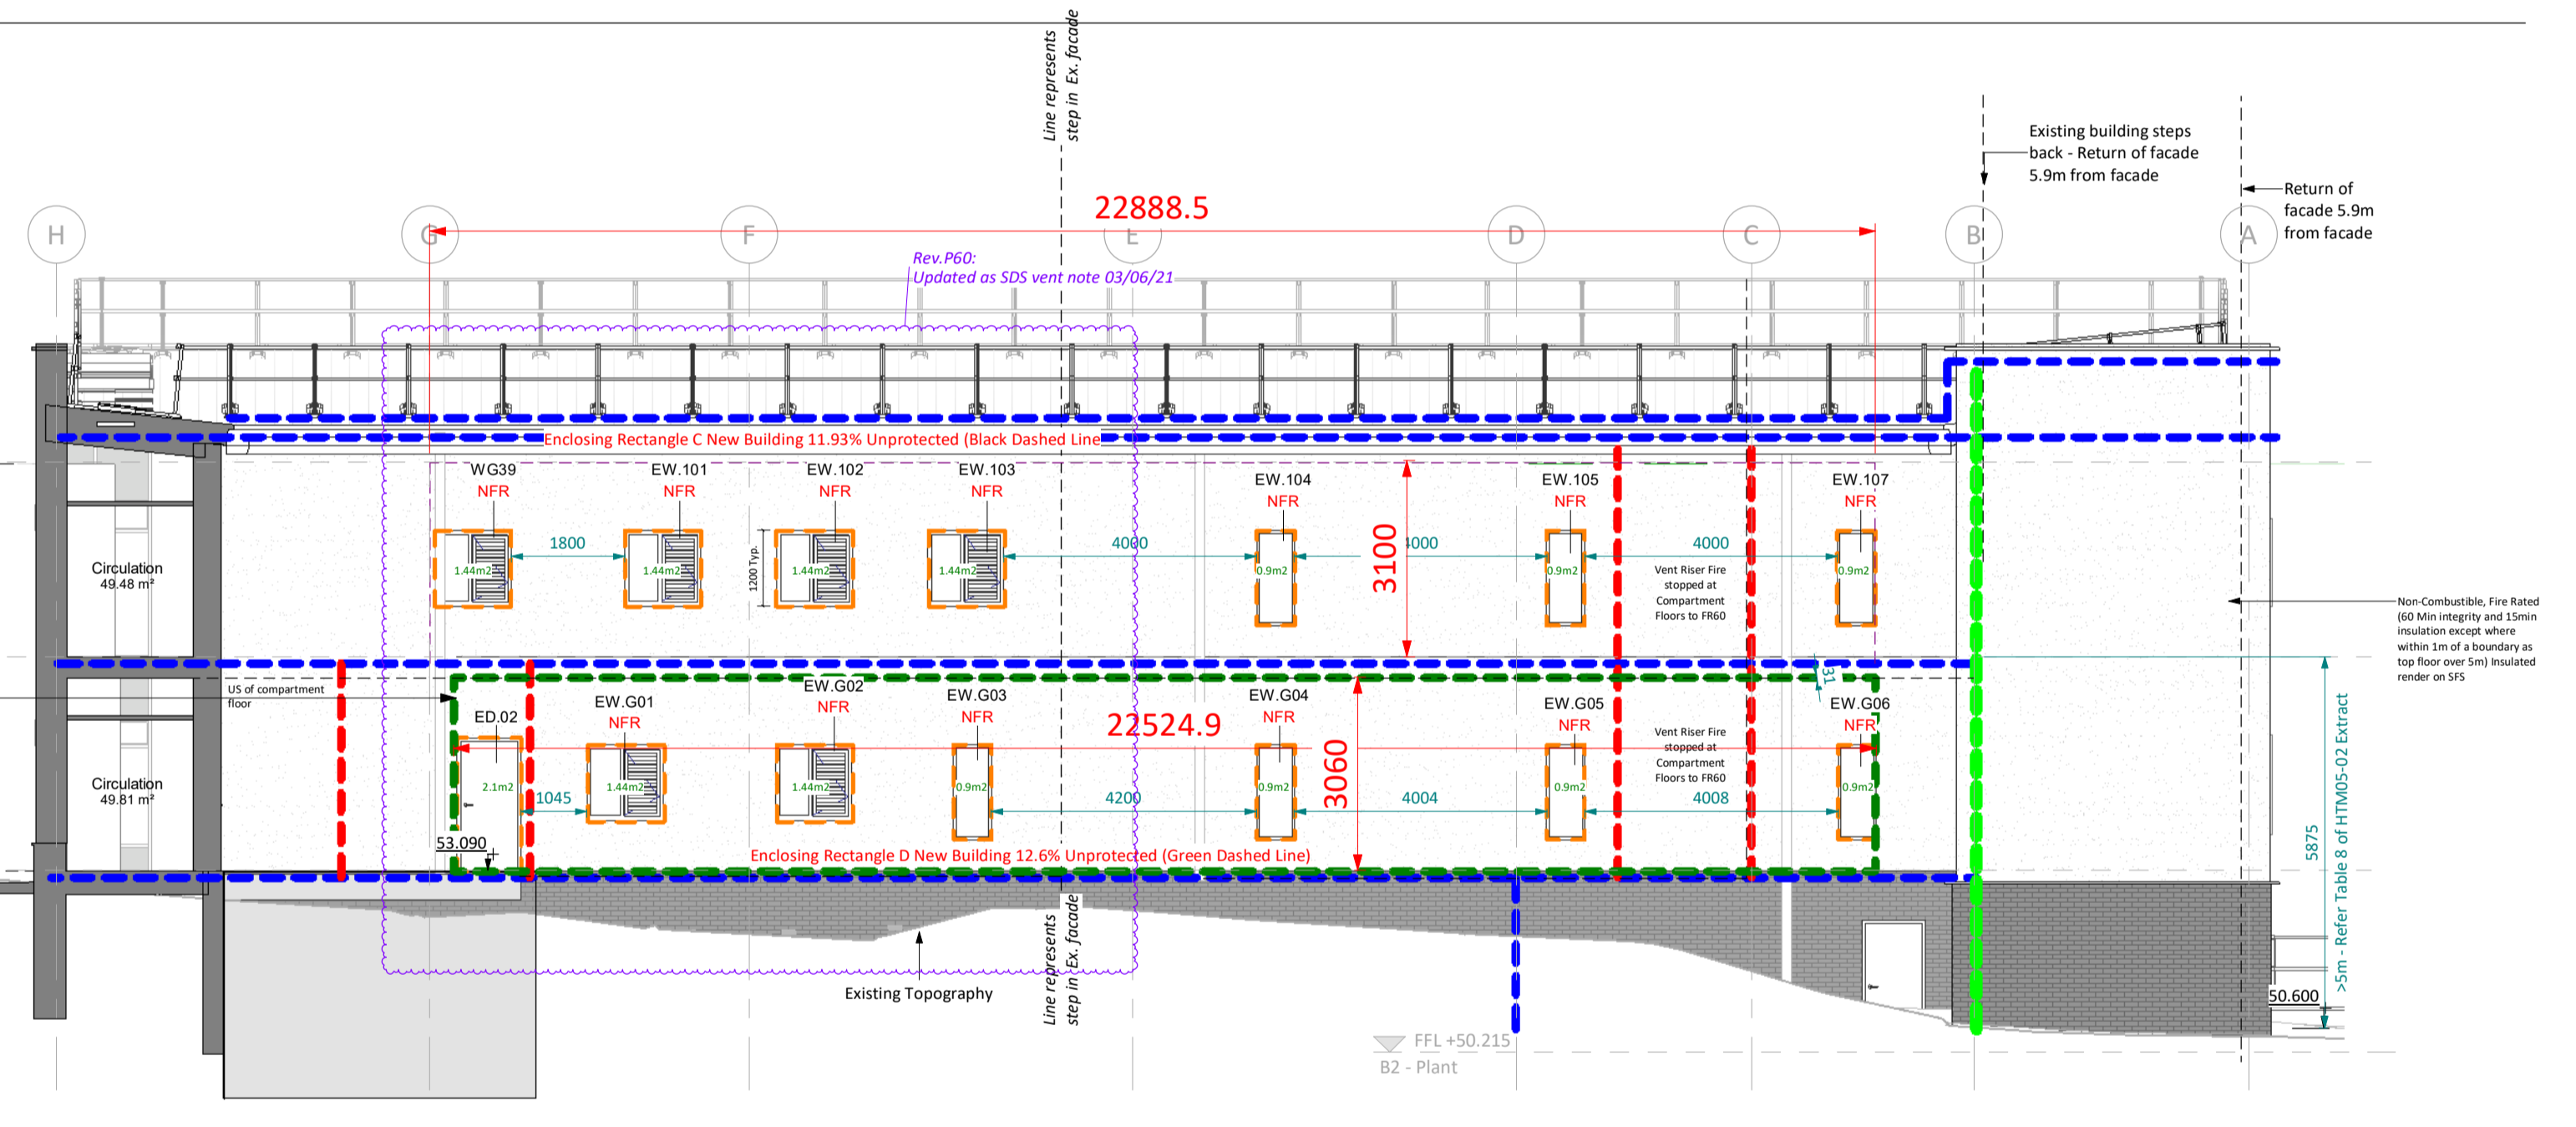 Line represents
step in Ex. facade
Existing building steps
back - Return of facade
5.9m from facade
Return of
facade 5.9m
from facade
22888.5
H
G
F
E
D
C
B
A
Rev.P60:
Updated as SDS vent note 03/06/21
Enclosing Rectangle C New Building 11.93% Unprotected (Black Dashed Line
WG39
NFR
EW.101
NFR
EW.102
NFR
EW.103
NFR
EW.104
NFR
EW.105
NFR
EW.107
NFR
1800
4000
4000
4000
3100
1200 Typ.
1.44m2
1.44m2
1.44m2
1.44m2
0.9m2
0.9m2
0.9m2
Circulation
49.48 m²
Vent Riser Fire
stopped at
Compartment
Floors to FR60
Non-Combustible, Fire Rated
(60 Min integrity and 15min
insulation except where
within 1m of a boundary as
top floor over 5m) Insulated
render on SFS
US of compartment
floor
31
ED.02
EW.G01
NFR
EW.G02
NFR
EW.G03
NFR
EW.G04
NFR
EW.G05
NFR
EW.G06
NFR
22524.9
3060
Vent Riser Fire
stopped at
Compartment
Floors to FR60
Circulation
49.81 m²
2.1m2
1.44m2
1.44m2
0.9m2
0.9m2
0.9m2
0.9m2
1045
4200
4004
4008
53.090
Enclosing Rectangle D New Building 12.6% Unprotected (Green Dashed Line)
5875
>5m - Refer Table 8 of HTM05-02 Extract
Line represents
step in Ex. facade
Existing Topography
50.600
FFL +50.215
B2 - Plant